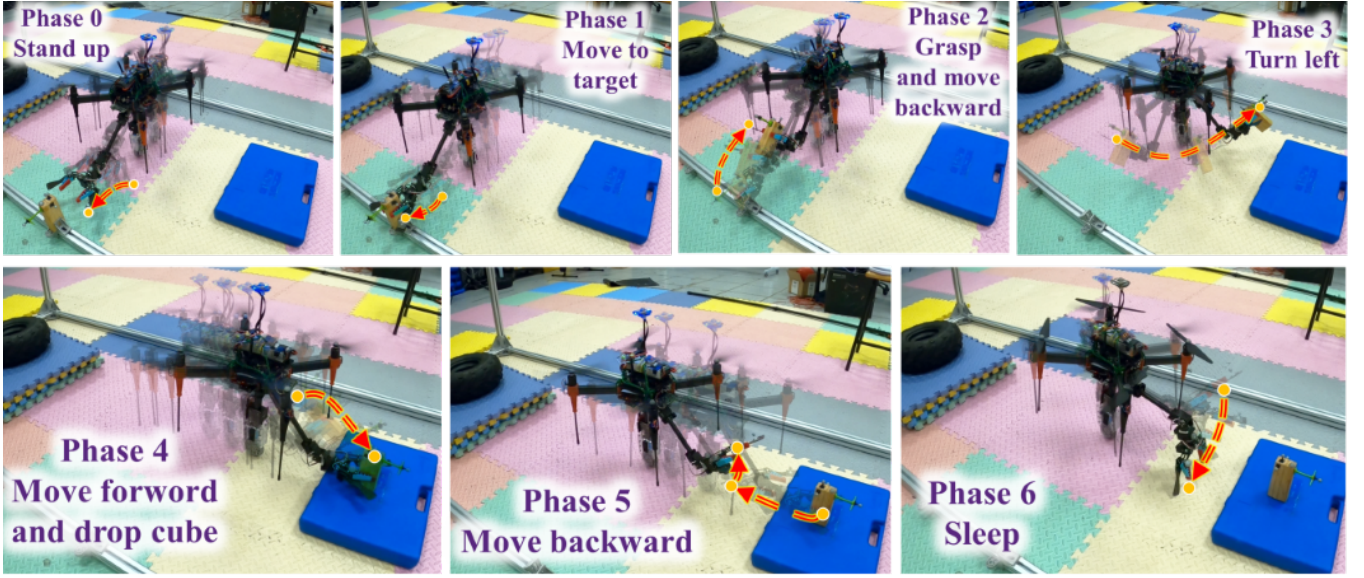 Phase 0
Stand up
Phase 1
Move to
target
Phase 2
Grasp
and move
backward
Phase 3
Turn left
Phase 4
Move forword
and drop cube
Phase 5
Move backward
Phase 6
Sleep